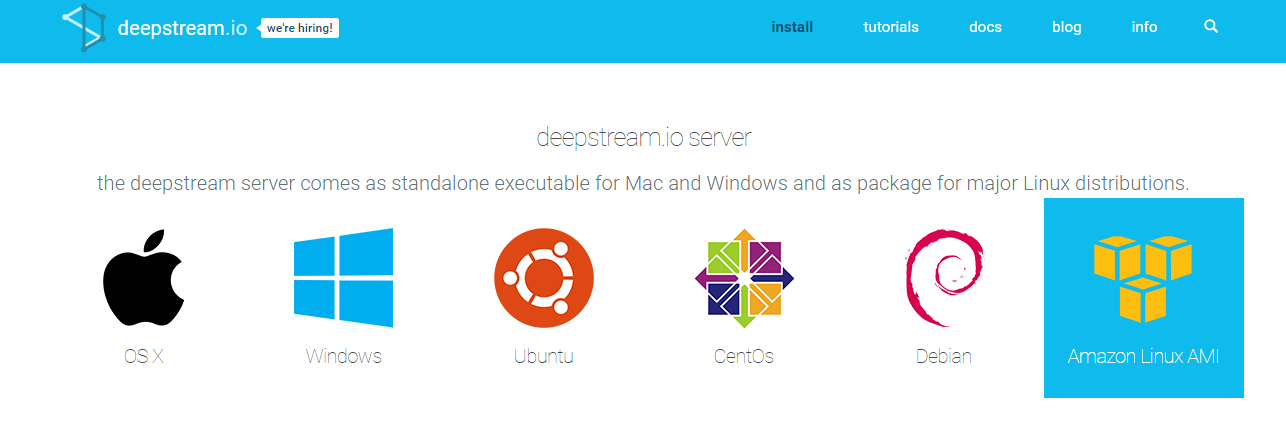 deepstream.io we're hiring! install tutorials docs blog info
deepstream.io server
the deepstream server comes as standalone executable for Mac and Windows and as package for major Linux distributions.
OS X Windows Ubuntu CentOs Debian Amazon Linux AMI